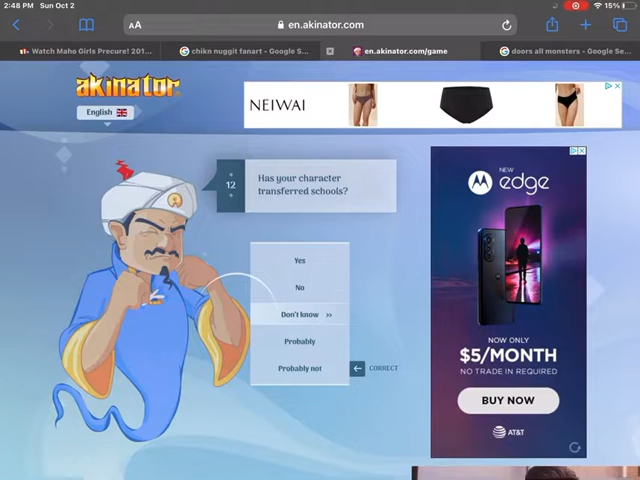 2:48 PM Sun Oct 2
15%
AA
en.akinator.com
Watch Maho Girls Precure! 201...
chikn nuggit fanart - Google S...
en.akinator.com/game
doors all monsters - Google Se...
akinator
English
NEIWAI
12
Has your character
transferred schools?
Yes
No
Don't know
Probably
Probably not
CORRECT
NEW
edge
NOW ONLY
$5/MONTH
NO TRADE IN REQUIRED
BUY NOW
AT&T